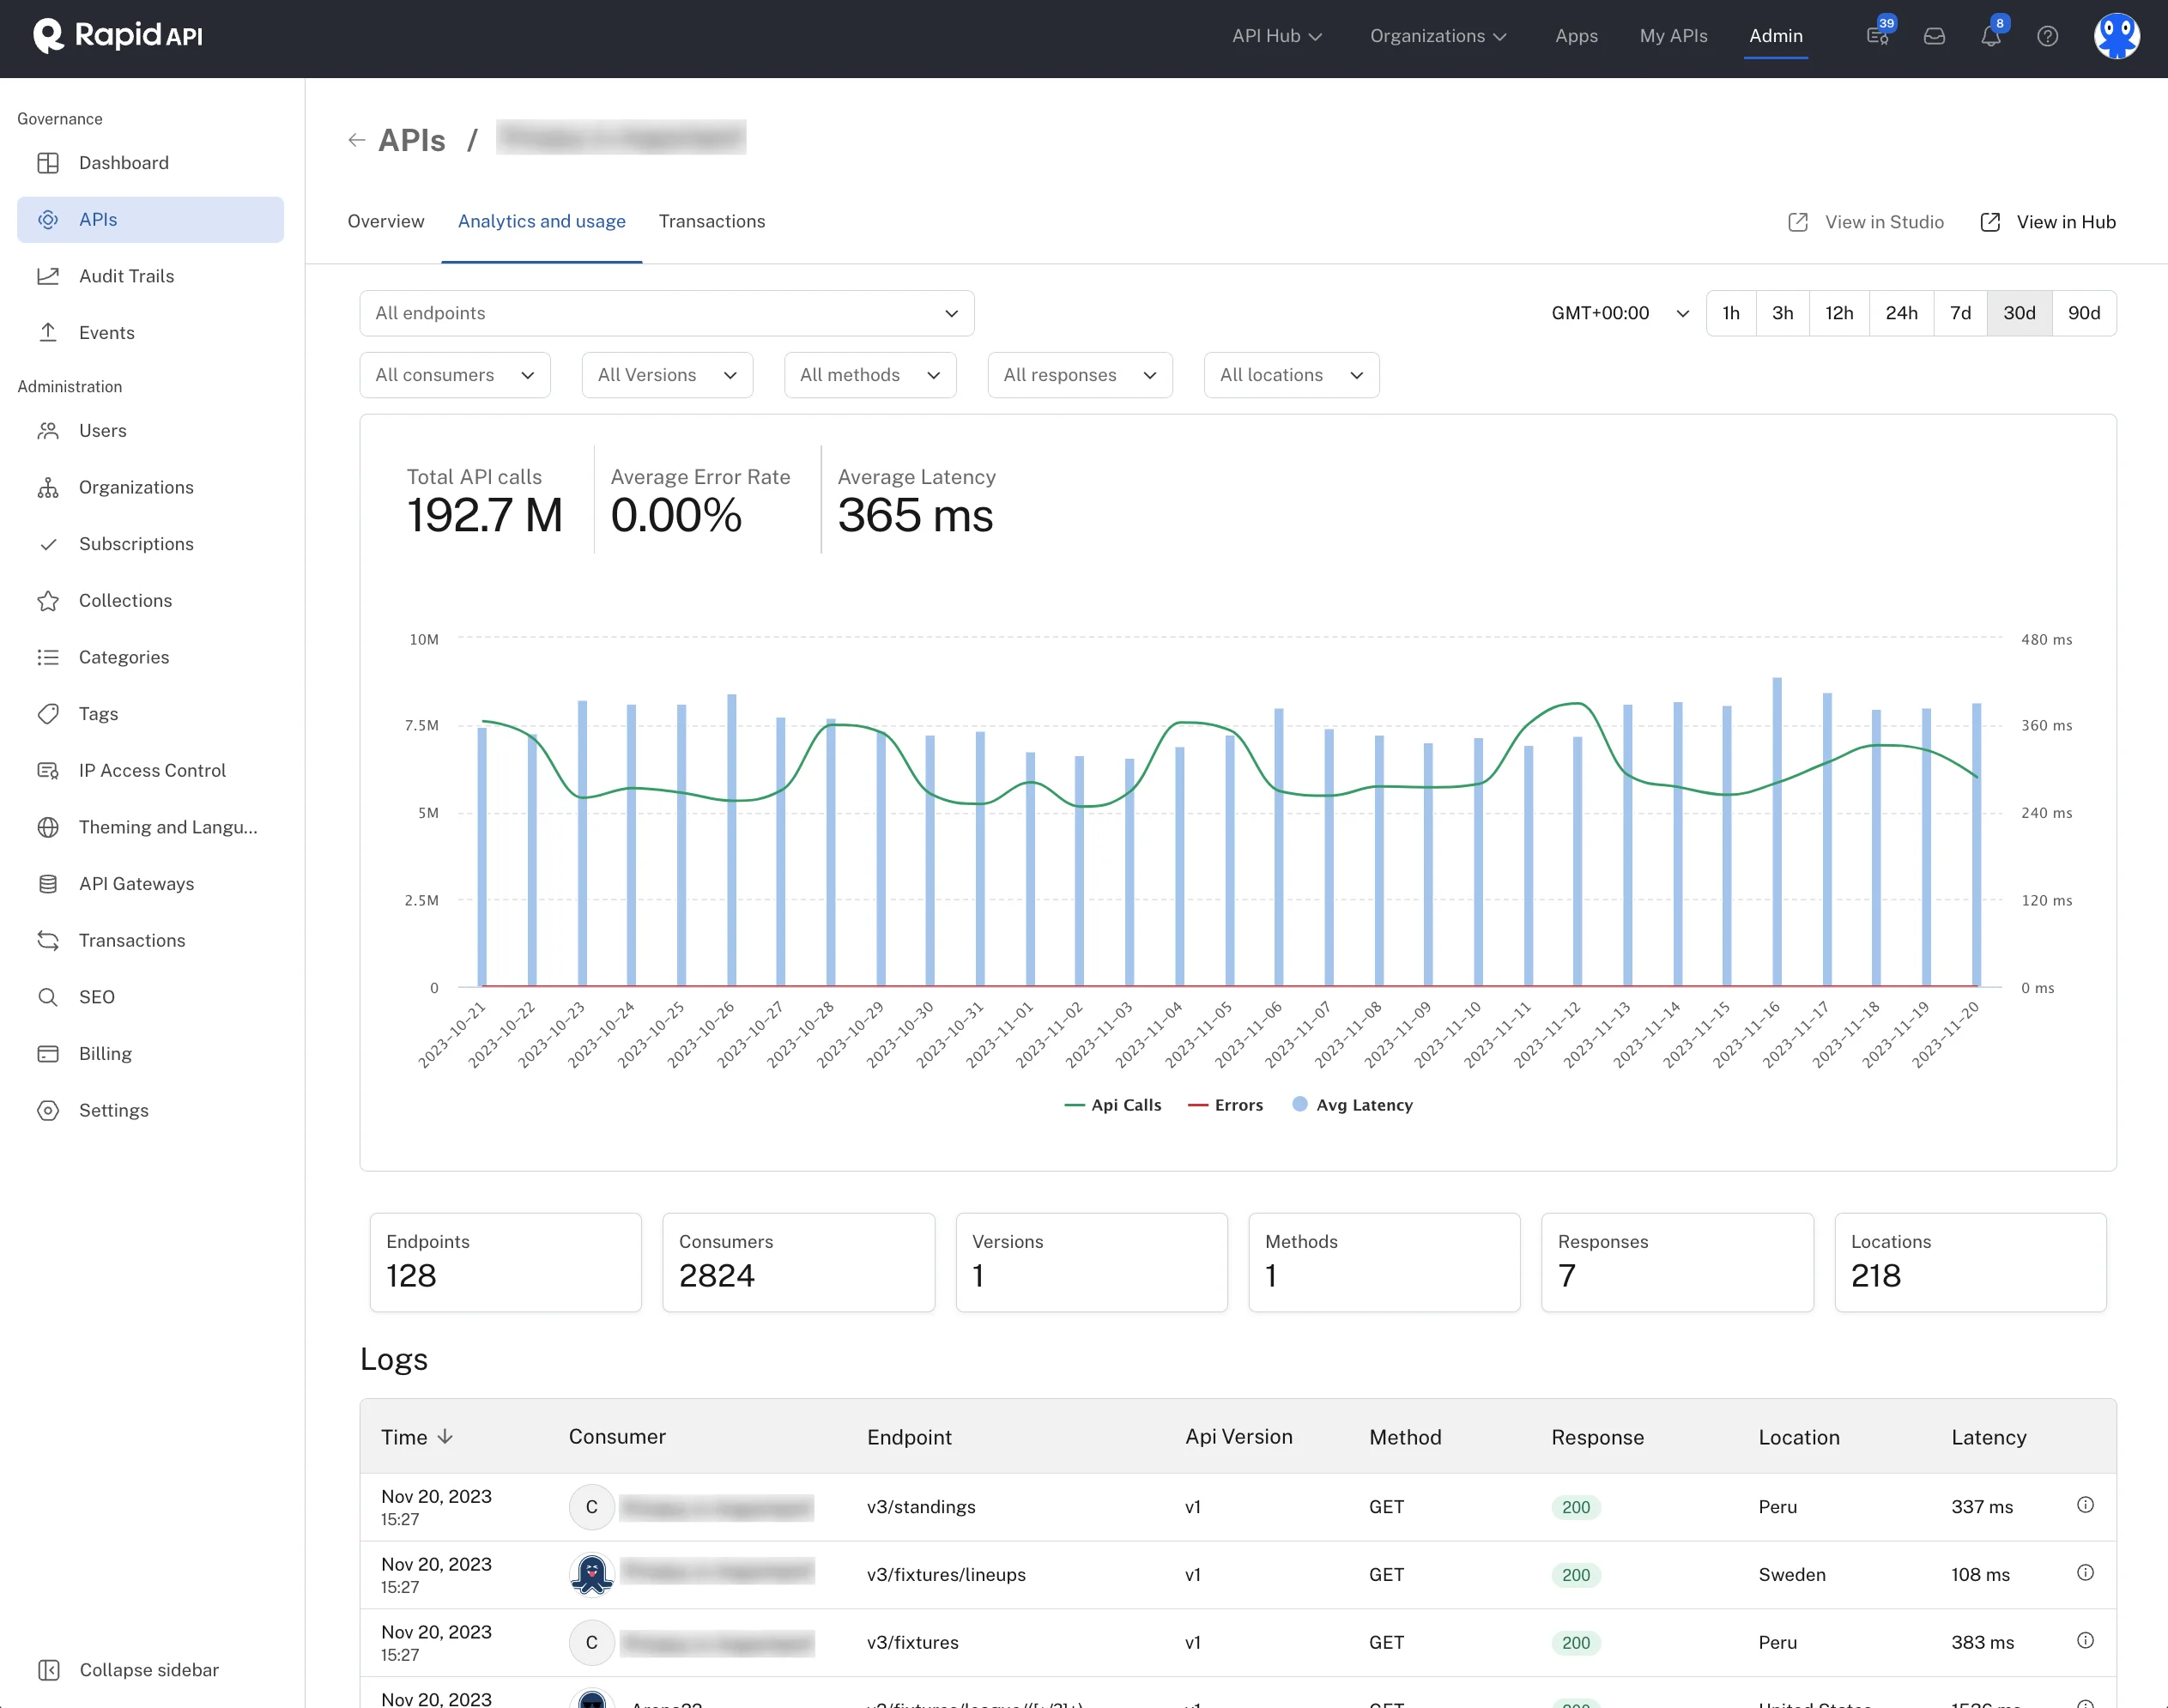 Rapid API
API Hub Organizations Apps My APIs Admin 39 8
Governance
Dashboard
APIs
Audit Trails
Events
Administration
Users
Organizations
Subscriptions
Collections
Categories
Tags
IP Access Control
Theming and Langu...
API Gateways
Transactions
SEO
Billing
Settings
Collapse sidebar
APIs /
Overview Analytics and usage Transactions View in Studio View in Hub
All endpoints GMT+00:00 1h 3h 12h 24h 7d 30d 90d
All consumers All Versions All methods All responses All locations
Total API calls Average Error Rate Average Latency
192.7 M 0.00% 365 ms
10M 480 ms
7.5M 360 ms
5M 240 ms
2.5M 120 ms
0 0 ms
2023-10-21 2023-10-22 2023-10-23 2023-10-24 2023-10-25 2023-10-26 2023-10-27 2023-10-28 2023-10-29 2023-10-30 2023-10-31 2023-11-01 2023-11-02 2023-11-03 2023-11-04 2023-11-05 2023-11-06 2023-11-07 2023-11-08 2023-11-09 2023-11-10 2023-11-11 2023-11-12 2023-11-13 2023-11-14 2023-11-15 2023-11-16 2023-11-17 2023-11-18 2023-11-19 2023-11-20
Api Calls Errors Avg Latency
Endpoints Consumers Versions Methods Responses Locations
128 2824 1 1 7 218
Logs
Time Consumer Endpoint Api Version Method Response Location Latency
Nov 20, 2023
15:27 C v3/standings v1 GET 200 Peru 337 ms
Nov 20, 2023
15:27 v3/fixtures/lineups v1 GET 200 Sweden 108 ms
Nov 20, 2023
15:27 C v3/fixtures v1 GET 200 Peru 383 ms
Nov 20, 2023